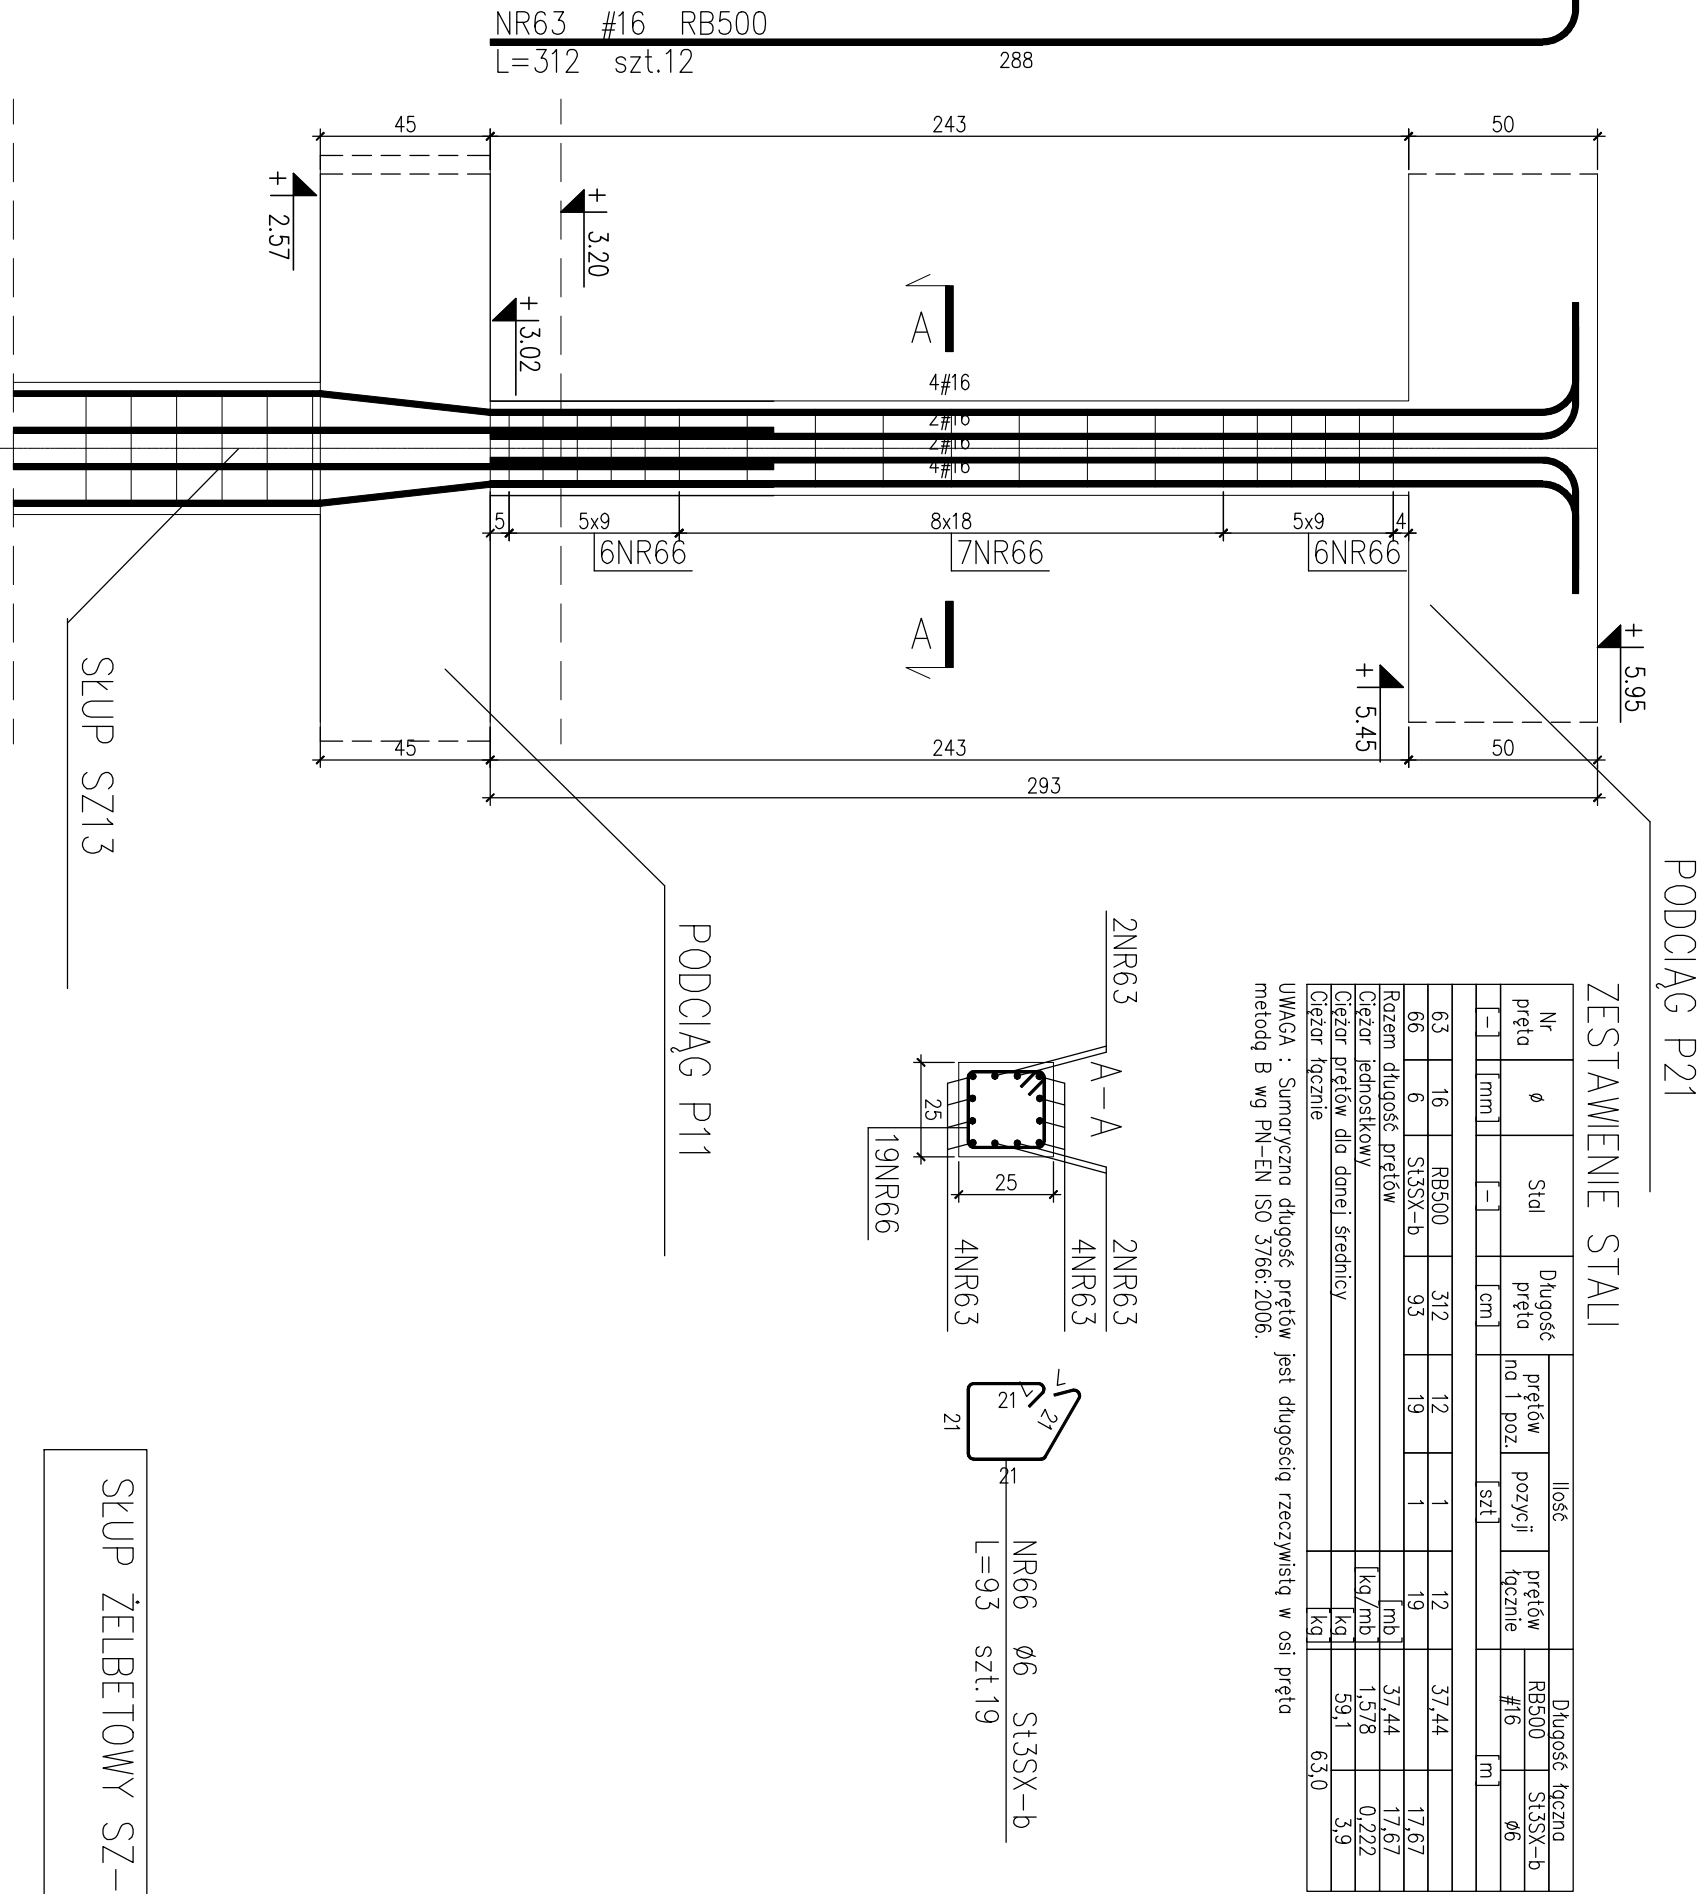 NR63 #16 RB500
L=312 szt.12
288
45
243
50
+2.57
+3.20
+3.02
A
4#16
2#16
2#16
4#16
5
5x9
8x18
5x9
4
6NR66
7NR66
6NR66
A
+5.95
+5.45
45
243
50
293
SŁUP SZ13
PODCIĄG P11
PODCIĄG P21
ZESTAWIENIE STALI
Nr pręta ø Stal Długość pręta Ilość Długość łączna
prętów na 1 poz. pozycji prętów łącznie RB500 St3SX-b
#16 ø6
[-] [mm] [-] [cm] [szt] [m]
63 16 RB500 312 12 1 12 37,44
66 6 St3SX-b 93 19 1 19 17,67
Razem długość prętów [mb] 37,44 17,67
Ciężar jednostkowy [kg/mb] 1,578 0,222
Ciężar prętów dla danej średnicy [kg] 59,1 3,9
Ciężar łącznie [kg] 63,0
UWAGA : Sumaryczna długość prętów jest długością rzeczywistą w osi pręta
metodą B wg PN-EN ISO 3766:2006.
A-A
2NR63
2NR63
4NR63
4NR63
19NR66
25
25
7
7
21
21
21
21
NR66 ø6 St3SX-b
L=93 szt.19
SŁUP ŻELBETOWY SZ-